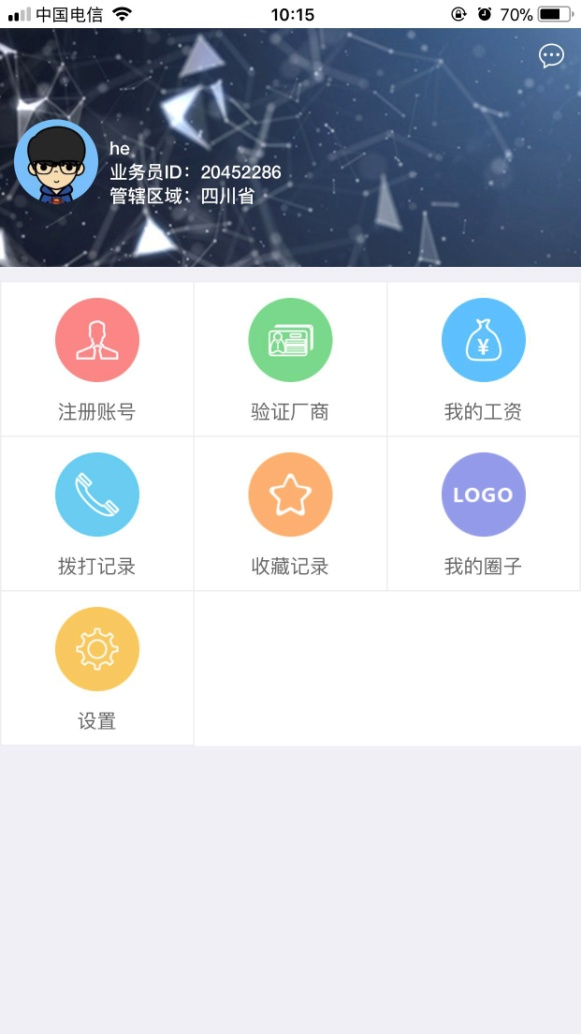 中国电信 10:15 70%
he
业务员ID：20452286
管辖区域：四川省
¥
注册账号 验证厂商 我的工资
LOGO
拨打记录 收藏记录 我的圈子
设置